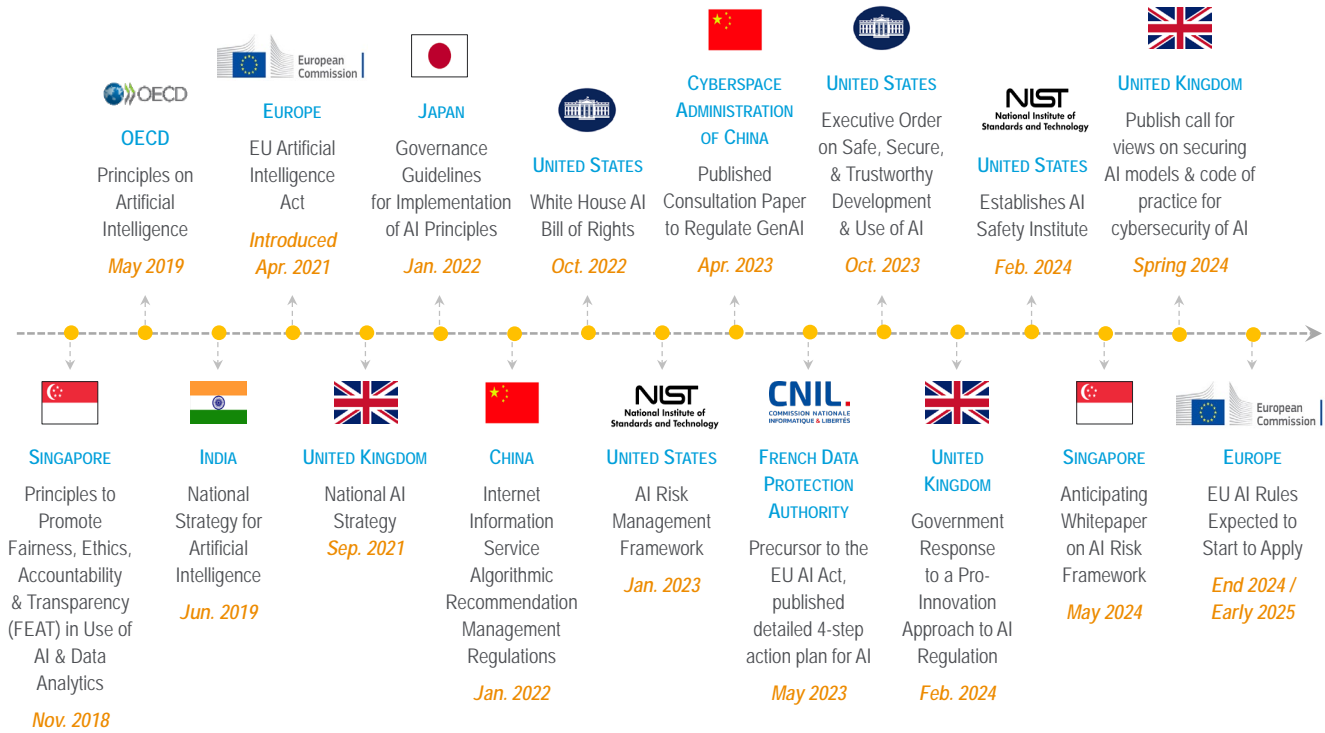 OECD
OECD
Principles on
Artificial
Intelligence
May 2019
European
Commission
EUROPE
EU Artificial
Intelligence
Act
Introduced
Apr. 2021
JAPAN
Governance
Guidelines
for Implementation
of AI Principles
Jan. 2022
UNITED STATES
White House AI
Bill of Rights
Oct. 2022
CYBERSPACE
ADMINISTRATION
OF CHINA
Published
Consultation Paper
to Regulate GenAI
Apr. 2023
UNITED STATES
Executive Order
on Safe, Secure,
& Trustworthy
Development
& Use of AI
Oct. 2023
NIST
National Institute of
Standards and Technology
UNITED STATES
Establishes AI
Safety Institute
Feb. 2024
UNITED KINGDOM
Publish call for
views on securing
AI models & code of
practice for
cybersecurity of AI
Spring 2024
SINGAPORE
Principles to
Promote
Fairness, Ethics,
Accountability
& Transparency
(FEAT) in Use of
AI & Data
Analytics
Nov. 2018
INDIA
National
Strategy for
Artificial
Intelligence
Jun. 2019
UNITED KINGDOM
National AI
Strategy
Sep. 2021
CHINA
Internet
Information
Service
Algorithmic
Recommendation
Management
Regulations
Jan. 2022
NIST
National Institute of
Standards and Technology
UNITED STATES
AI Risk
Management
Framework
Jan. 2023
CNIL.
COMMISSION NATIONALE
INFORMATIQUE & LIBERTÉS
FRENCH DATA
PROTECTION
AUTHORITY
Precursor to the
EU AI Act,
published
detailed 4-step
action plan for AI
May 2023
UNITED
KINGDOM
Government
Response
to a Pro-
Innovation
Approach to AI
Regulation
Feb. 2024
SINGAPORE
Anticipating
Whitepaper
on AI Risk
Framework
May 2024
European
Commission
EUROPE
EU AI Rules
Expected to
Start to Apply
End 2024 /
Early 2025